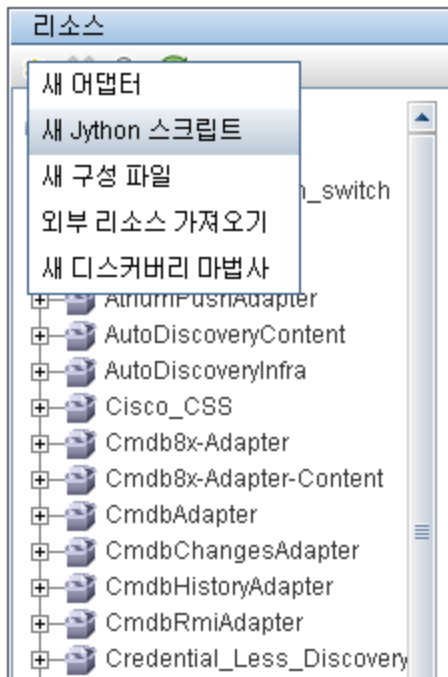 리소스
새 어댑터
새 Jython 스크립트
새 구성 파일
_switch
외부 리소스 가져오기
새 디스커버리 마법사
AtriumPushAdapter
AutoDiscoveryContent
AutoDiscoveryInfra
Cisco_CSS
Cmdb8x-Adapter
Cmdb8x-Adapter-Content
CmdbAdapter
CmdbChangesAdapter
CmdbHistoryAdapter
CmdbRmiAdapter
Credential_Less_Discovery